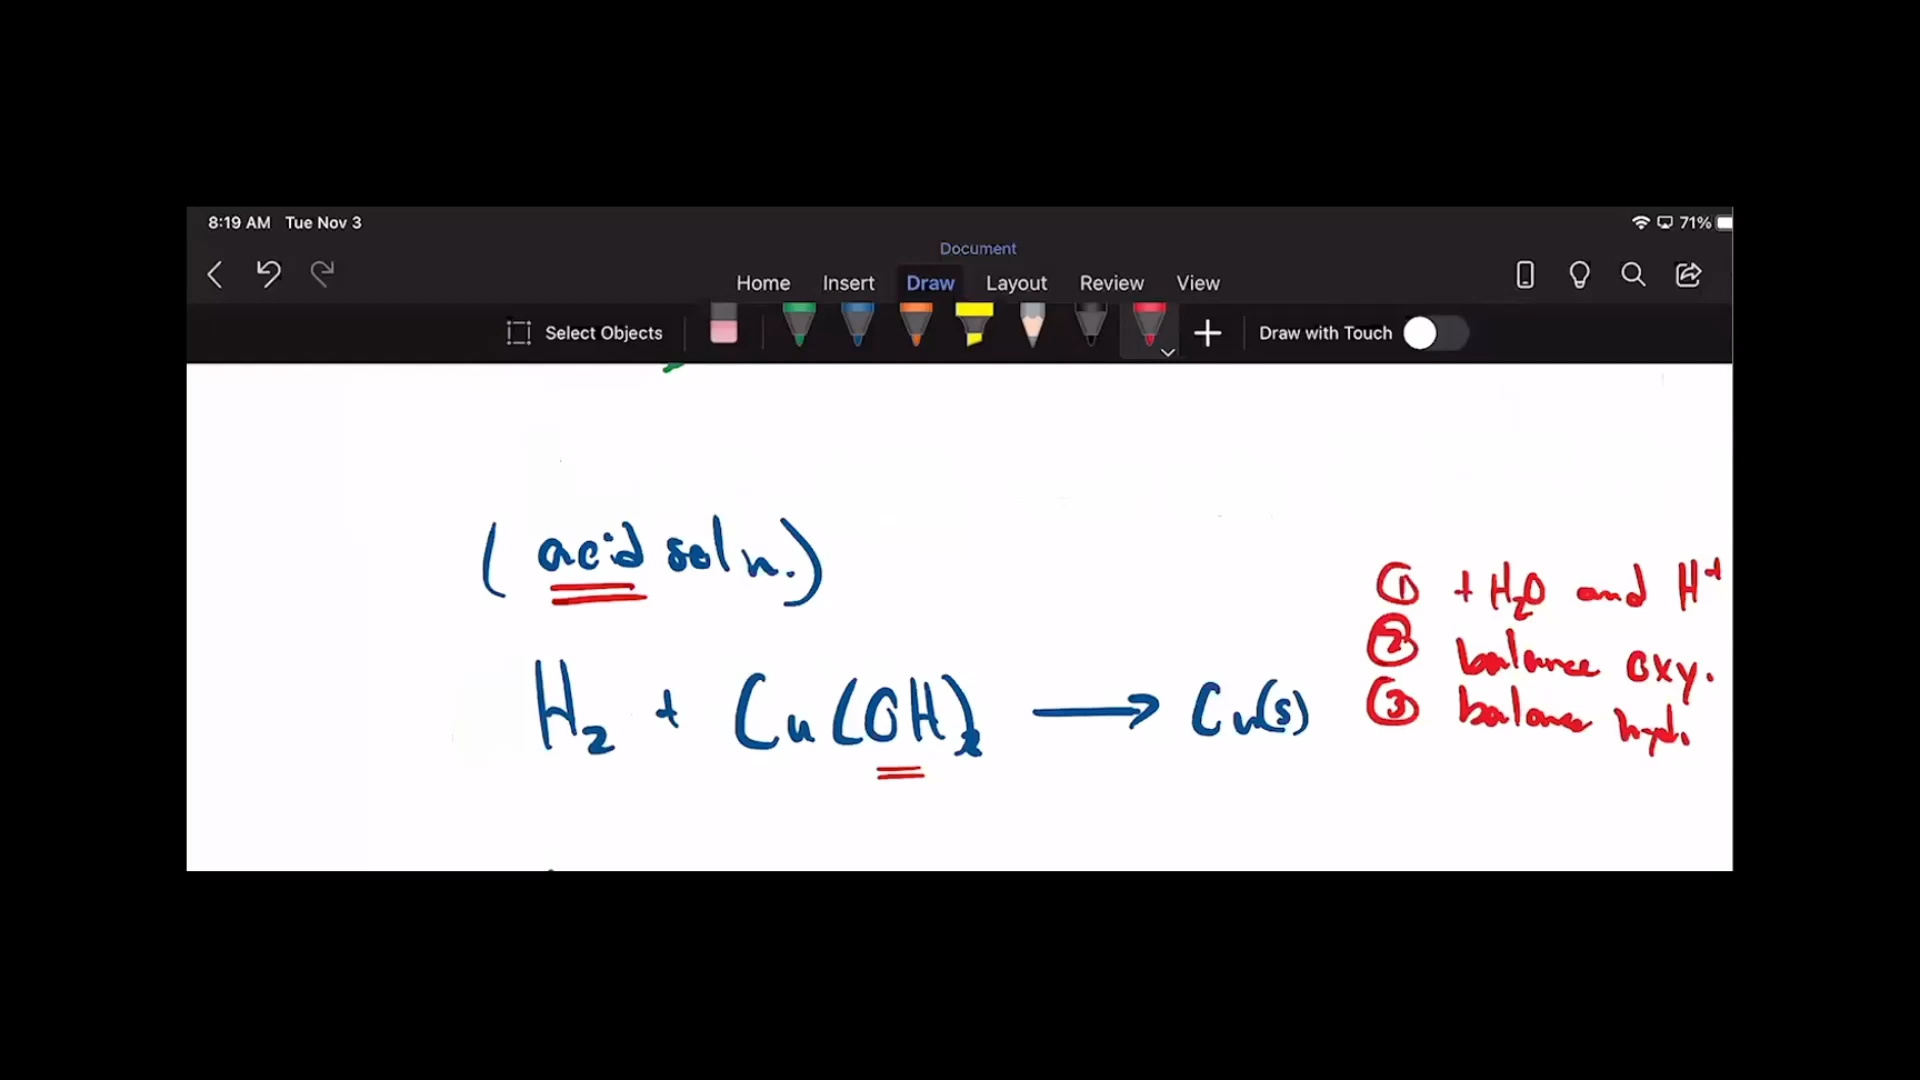 8:19 AM Tue Nov 3 71%
Document
Home Insert Draw Layout Review View
Select Objects Draw with Touch
(acid soln.)
① + H₂O and H⁺
② balance oxy.
③ balance hyd.
H₂ + Cu(OH)₂ → Cu(s)